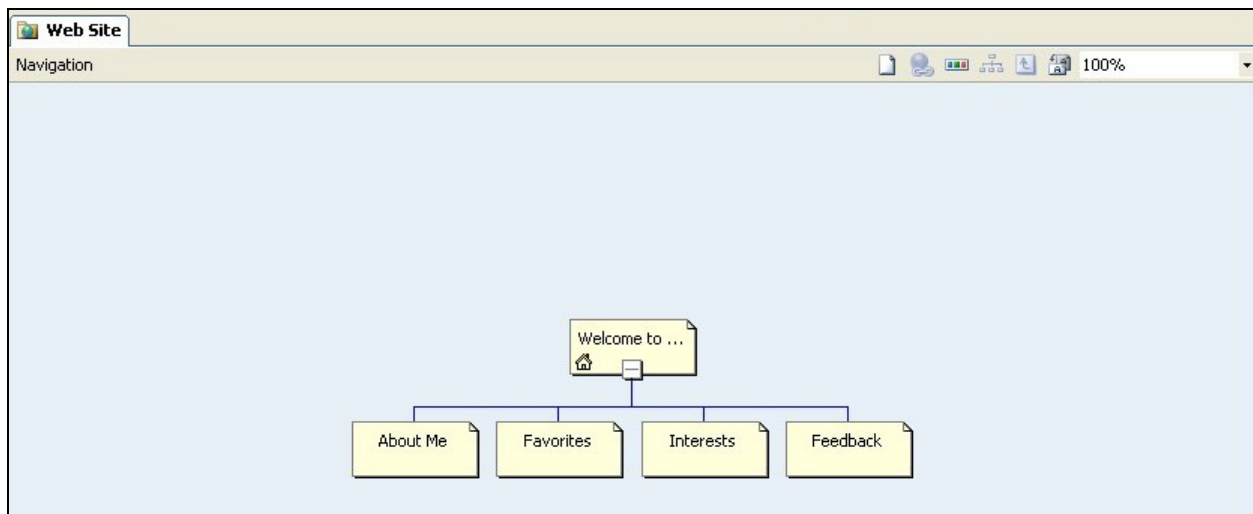 Web Site
Navigation
100%
Welcome to ...
About Me
Favorites
Interests
Feedback